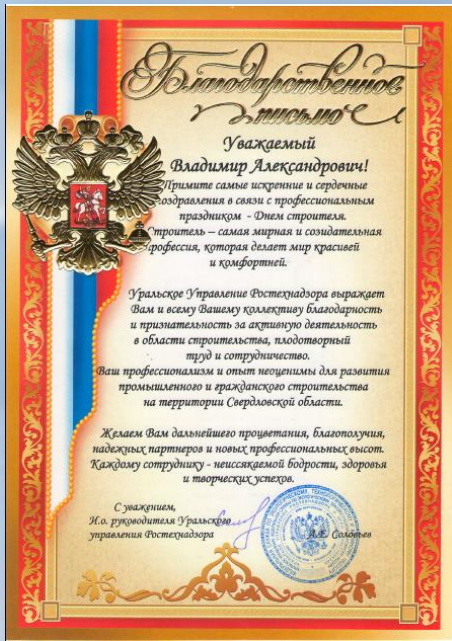 Благодарственное
письмо
Уважаемый
Владимир Александрович!
Примите самые искренние и сердечные
поздравления в связи с профессиональным
праздником - Днем строителя.
Строитель – самая мирная и созидательная
профессия, которая делает мир красивей
и комфортней.
Уральское Управление Ростехнадзора выражает
Вам и всему Вашему коллективу благодарность
и признательность за активную деятельность
в области строительства, плодотворный
труд и сотрудничество.
Ваш профессионализм и опыт неоценимы для развития
промышленного и гражданского строительства
на территории Свердловской области.
Желаем Вам дальнейшего процветания, благополучия,
надежных партнеров и новых профессиональных высот.
Каждому сотруднику - неиссякаемой бодрости, здоровья
и творческих успехов.
С уважением,
И.о. руководителя Уральского
управления Ростехнадзора А.Е. Соловьев